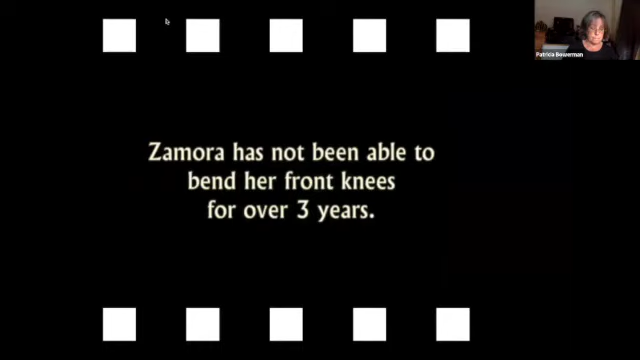 Patricia Bowerman
Zamora has not been able to
bend her front knees
for over 3 years.